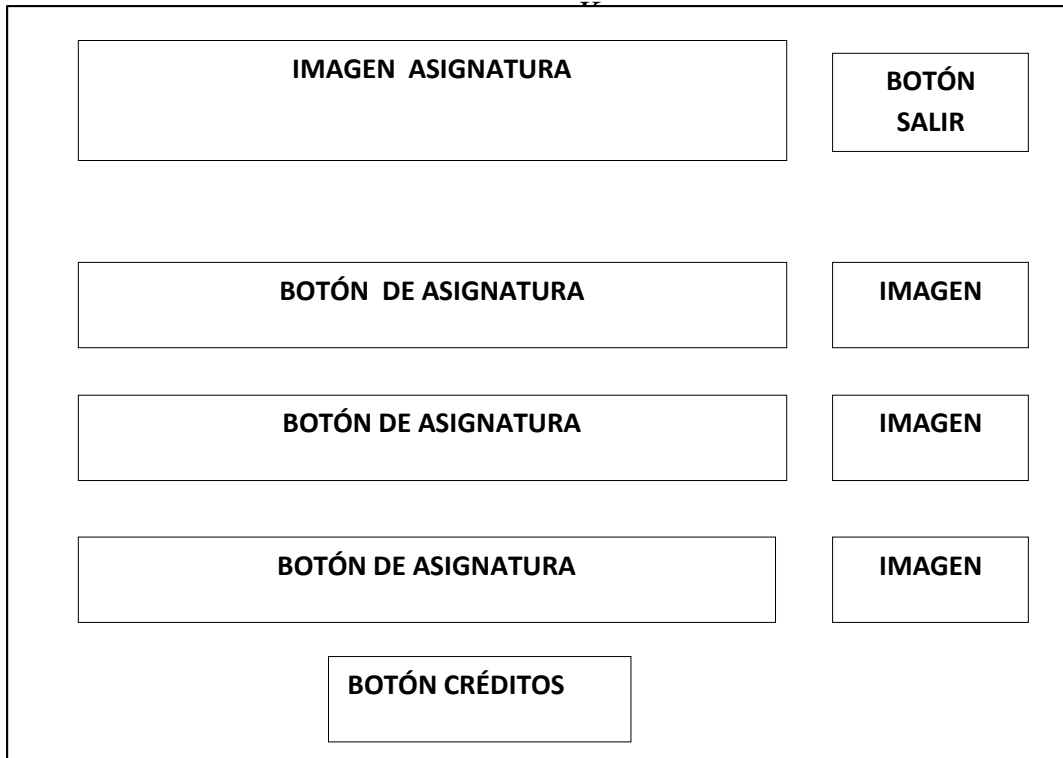 IMAGEN ASIGNATURA
BOTÓN
SALIR
BOTÓN DE ASIGNATURA
IMAGEN
BOTÓN DE ASIGNATURA
IMAGEN
BOTÓN DE ASIGNATURA
IMAGEN
BOTÓN CRÉDITOS